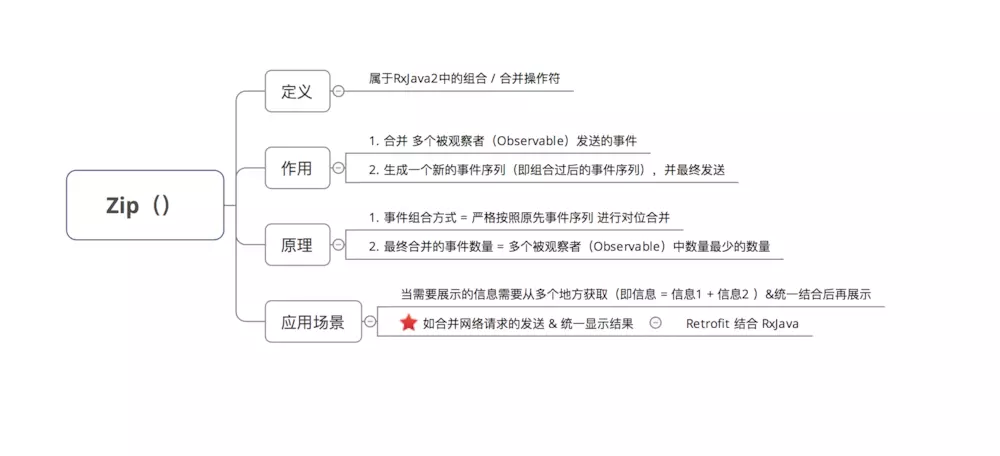 Zip（）
定义
属于RxJava2中的组合 / 合并操作符
作用
1. 合并 多个被观察者（Observable）发送的事件
2. 生成一个新的事件序列（即组合过后的事件序列），并最终发送
原理
1. 事件组合方式 = 严格按照原先事件序列 进行对位合并
2. 最终合并的事件数量 = 多个被观察者（Observable）中数量最少的数量
应用场景
当需要展示的信息需要从多个地方获取（即信息 = 信息1 + 信息2 ）&统一结合后再展示
如合并网络请求的发送 & 统一显示结果 Retrofit 结合 RxJava